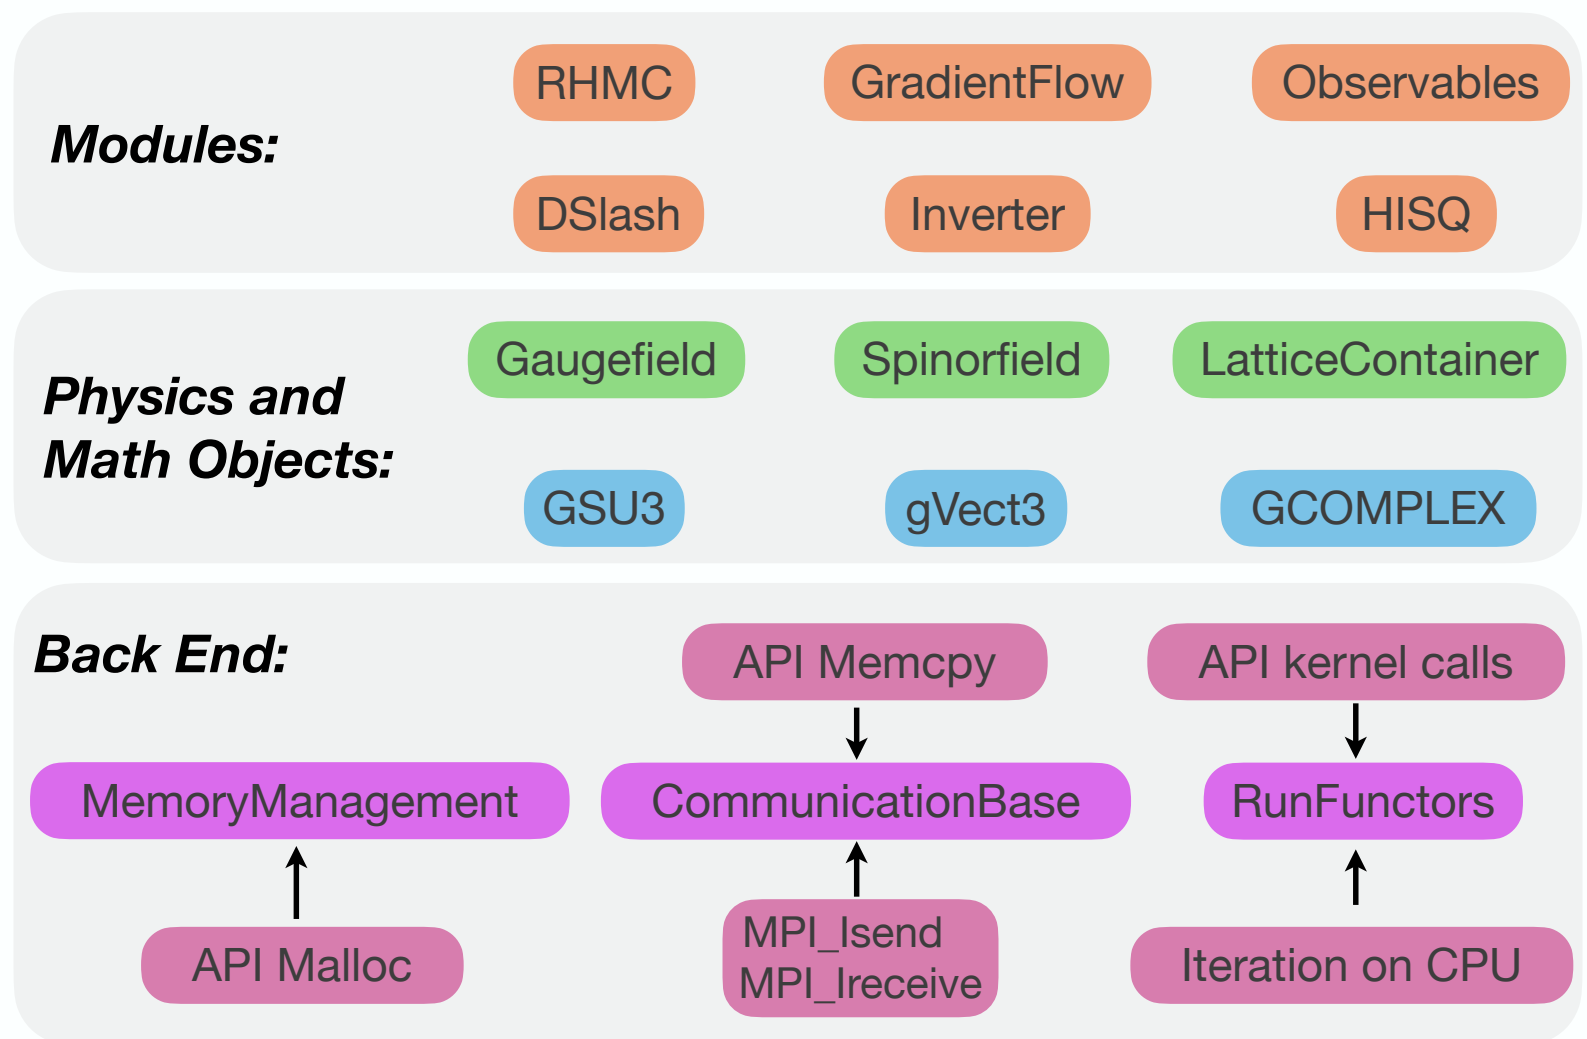 Modules:
RHMC
GradientFlow
Observables
DSlash
Inverter
HISQ
Physics and
Math Objects:
Gaugefield
Spinorfield
LatticeContainer
GSU3
gVect3
GCOMPLEX
Back End:
API Memcpy
API kernel calls
MemoryManagement
CommunicationBase
RunFunctors
API Malloc
MPI_Isend
MPI_Ireceive
Iteration on CPU